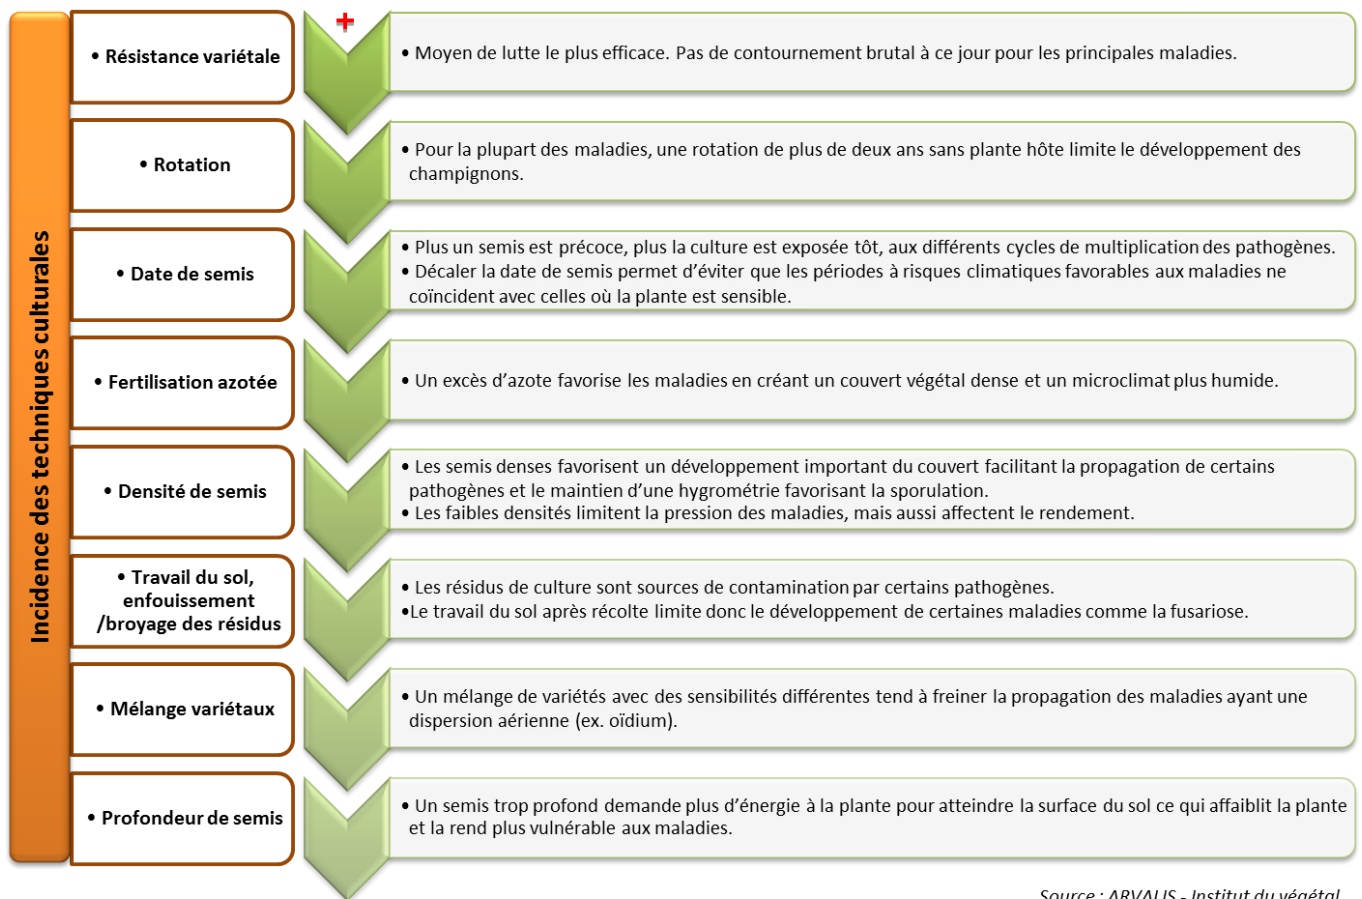 Incidence des techniques culturales
+
• Résistance variétale
• Moyen de lutte le plus efficace. Pas de contournement brutal à ce jour pour les principales maladies.
• Rotation
• Pour la plupart des maladies, une rotation de plus de deux ans sans plante hôte limite le développement des
champignons.
• Date de semis
• Plus un semis est précoce, plus la culture est exposée tôt, aux différents cycles de multiplication des pathogènes.
• Décaler la date de semis permet d'éviter que les périodes à risques climatiques favorables aux maladies ne
coïncident avec celles où la plante est sensible.
• Fertilisation azotée
• Un excès d'azote favorise les maladies en créant un couvert végétal dense et un microclimat plus humide.
• Densité de semis
• Les semis denses favorisent un développement important du couvert facilitant la propagation de certains
pathogènes et le maintien d'une hygrométrie favorisant la sporulation.
• Les faibles densités limitent la pression des maladies, mais aussi affectent le rendement.
• Travail du sol,
enfouissement
/broyage des résidus
• Les résidus de culture sont sources de contamination par certains pathogènes.
•Le travail du sol après récolte limite donc le développement de certaines maladies comme la fusariose.
• Mélange variétaux
• Un mélange de variétés avec des sensibilités différentes tend à freiner la propagation des maladies ayant une
dispersion aérienne (ex. oïdium).
• Profondeur de semis
• Un semis trop profond demande plus d'énergie à la plante pour atteindre la surface du sol ce qui affaiblit la plante
et la rend plus vulnérable aux maladies.
Source : ARVALIS - Institut du végétal